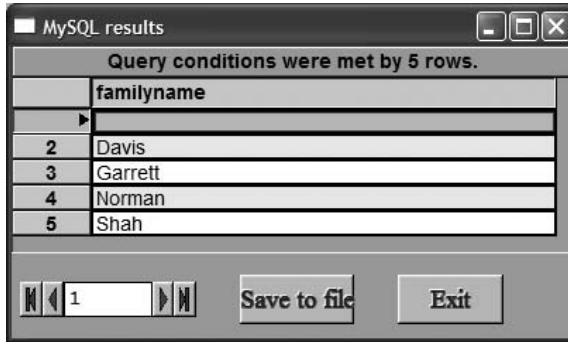 MySQL results
Query conditions were met by 5 rows.
familyname
2 Davis
3 Garrett
4 Norman
5 Shah
1 Save to file Exit